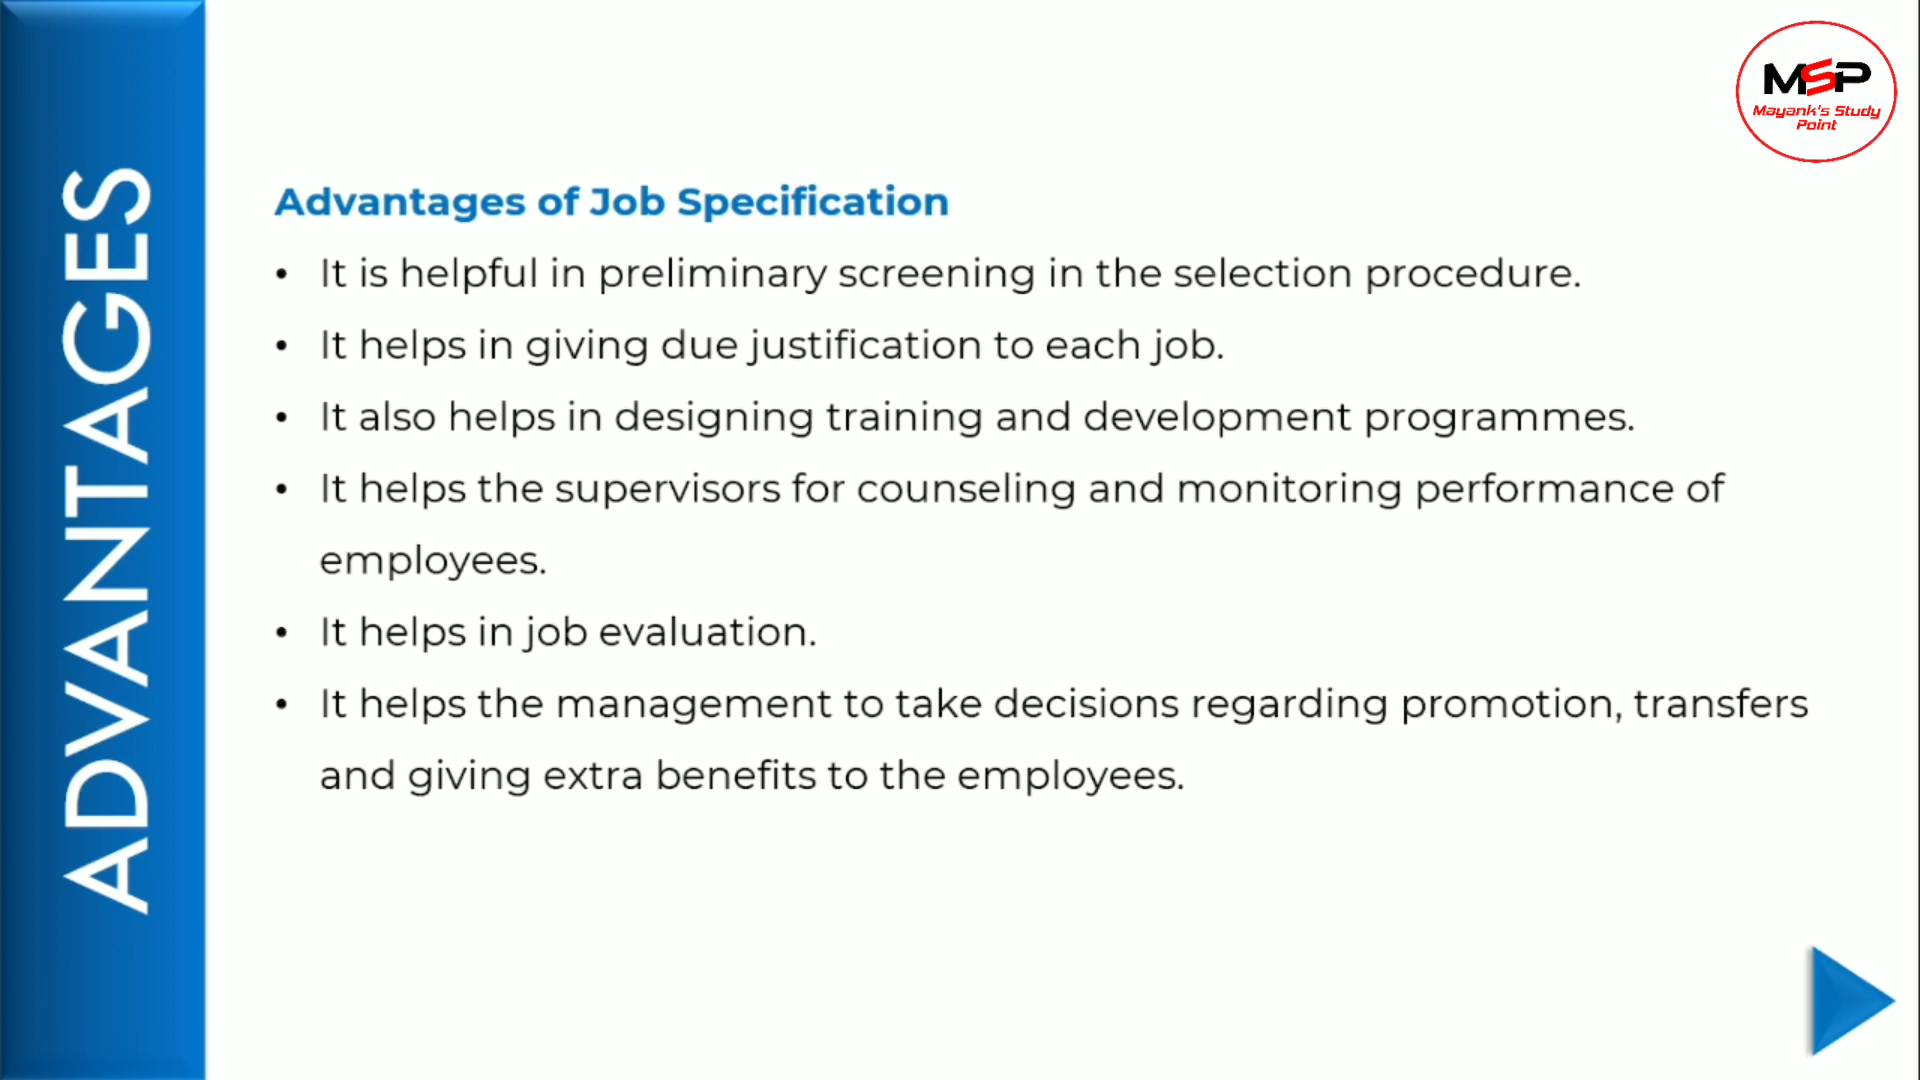 MSP
Mayank's Study
Point
ADVANTAGES
Advantages of Job Specification
• It is helpful in preliminary screening in the selection procedure.
• It helps in giving due justification to each job.
• It also helps in designing training and development programmes.
• It helps the supervisors for counseling and monitoring performance of
employees.
• It helps in job evaluation.
• It helps the management to take decisions regarding promotion, transfers
and giving extra benefits to the employees.